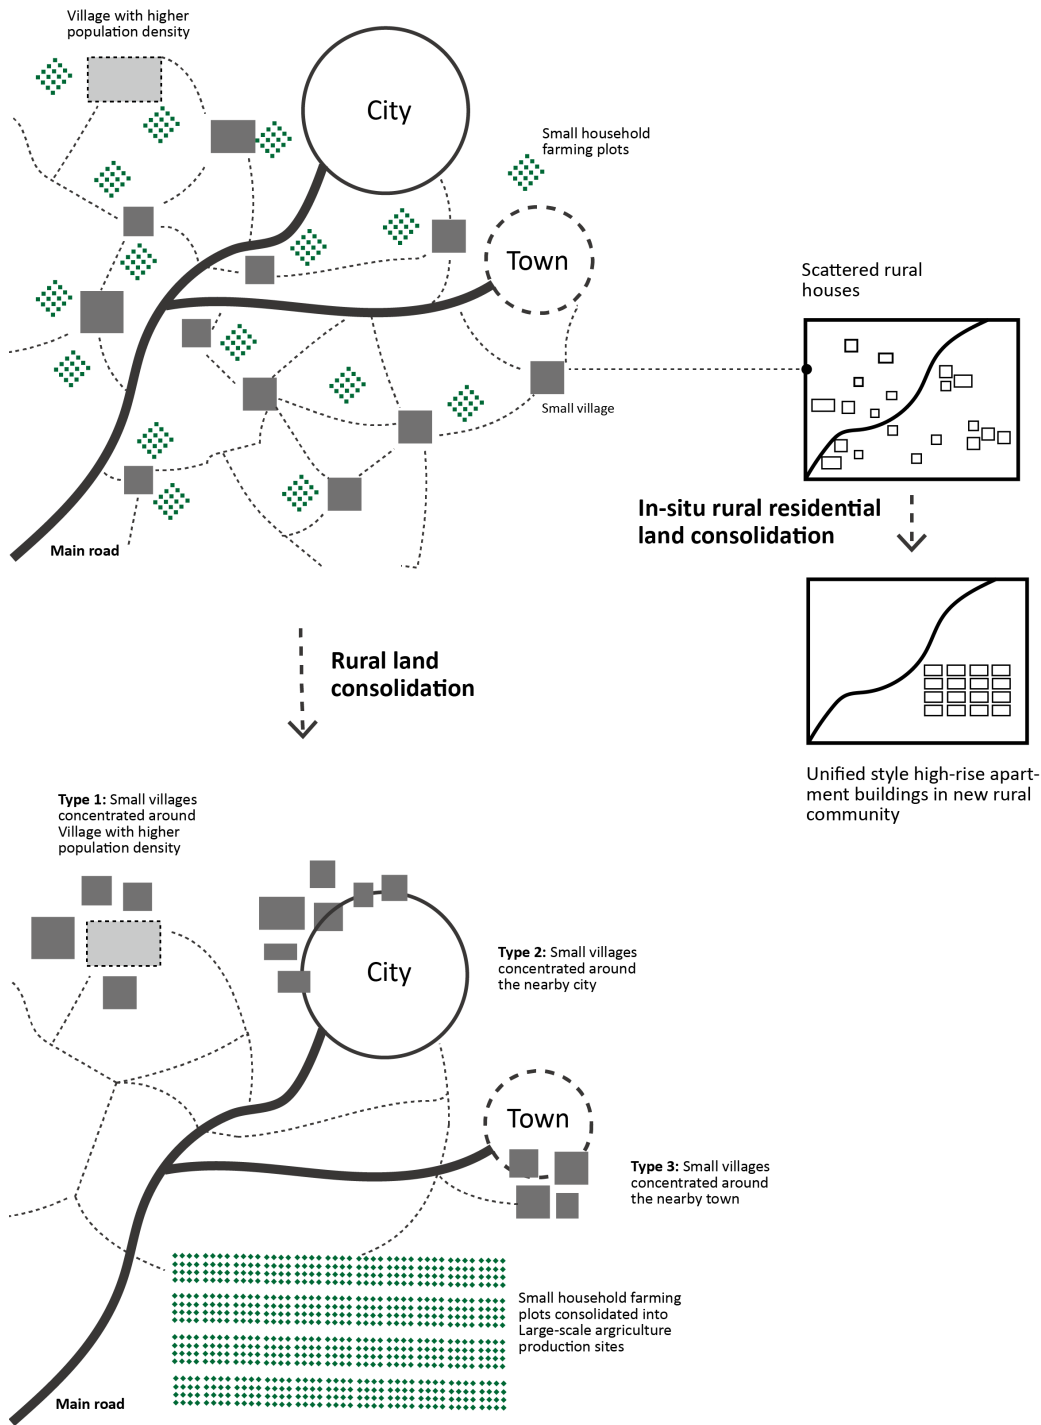 Village with higher
population density
City
Small household
farming plots
Town
Scattered rural
houses
Small village
In-situ rural residential
land consolidation
Main road
Rural land
consolidation
Unified style high-rise apart-
ment buildings in new rural
community
Type 1: Small villages
concentrated around
Village with higher
population density
City
Type 2: Small villages
concentrated around
the nearby city
Town
Type 3: Small villages
concentrated around
the nearby town
Small household farming
plots consolidated into
Large-scale argriculture
production sites
Main road